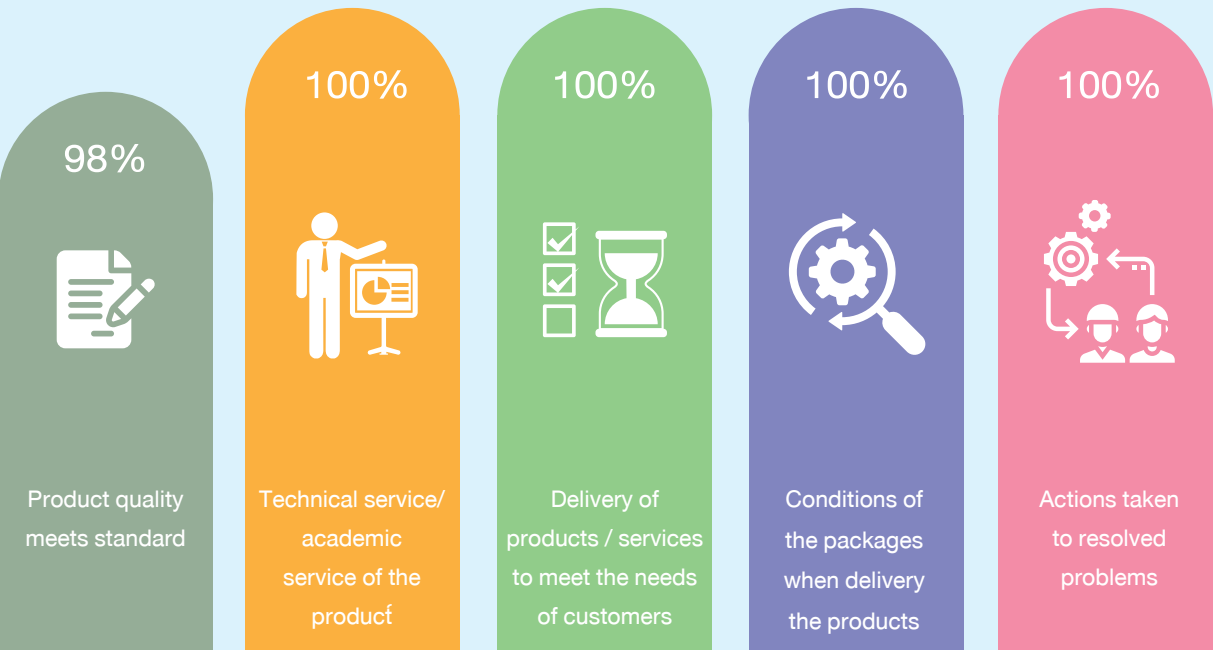 98%
Product quality
meets standard
100%
Technical service/
academic
service of the
product
100%
Delivery of
products / services
to meet the needs
of customers
100%
Conditions of
the packages
when delivery
the products
100%
Actions taken
to resolved
problems